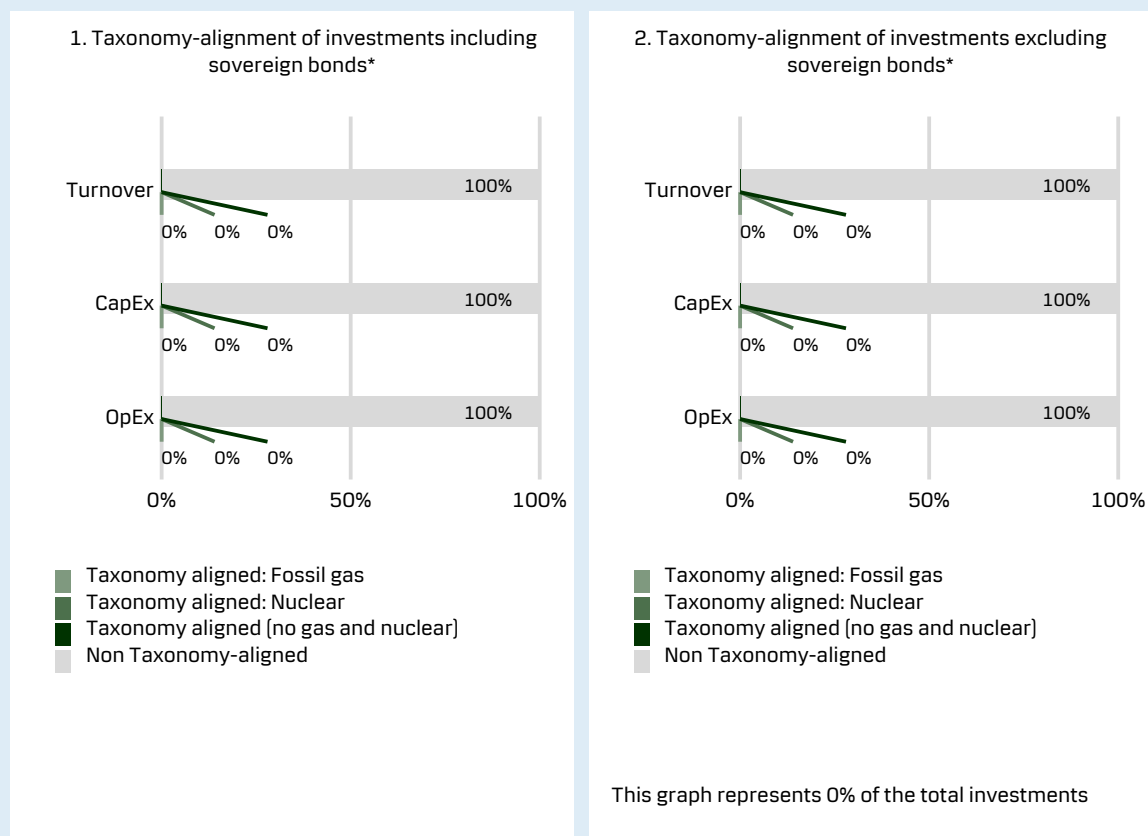 1. Taxonomy-alignment of investments including
sovereign bonds*
Turnover
100%
0% 0% 0%
CapEx
100%
0% 0% 0%
OpEx
100%
0% 0% 0%
0% 50% 100%
Taxonomy aligned: Fossil gas
Taxonomy aligned: Nuclear
Taxonomy aligned (no gas and nuclear)
Non Taxonomy-aligned
2. Taxonomy-alignment of investments excluding
sovereign bonds*
Turnover
100%
0% 0% 0%
CapEx
100%
0% 0% 0%
OpEx
100%
0% 0% 0%
0% 50% 100%
Taxonomy aligned: Fossil gas
Taxonomy aligned: Nuclear
Taxonomy aligned (no gas and nuclear)
Non Taxonomy-aligned
This graph represents 0% of the total investments